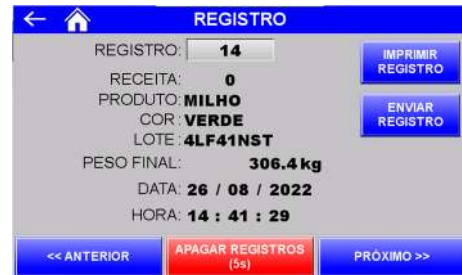 REGISTRO
REGISTRO: 14
IMPRIMIR
REGISTRO
RECEITA: 0
PRODUTO: MILHO
COR: VERDE
ENVIAR
REGISTRO
LOTE: 4LF41NST
PESO FINAL: 306.4 kg
DATA: 26 / 08 / 2022
HORA: 14 : 41 : 29
<< ANTERIOR
APAGAR REGISTROS
(5s)
PRÓXIMO >>